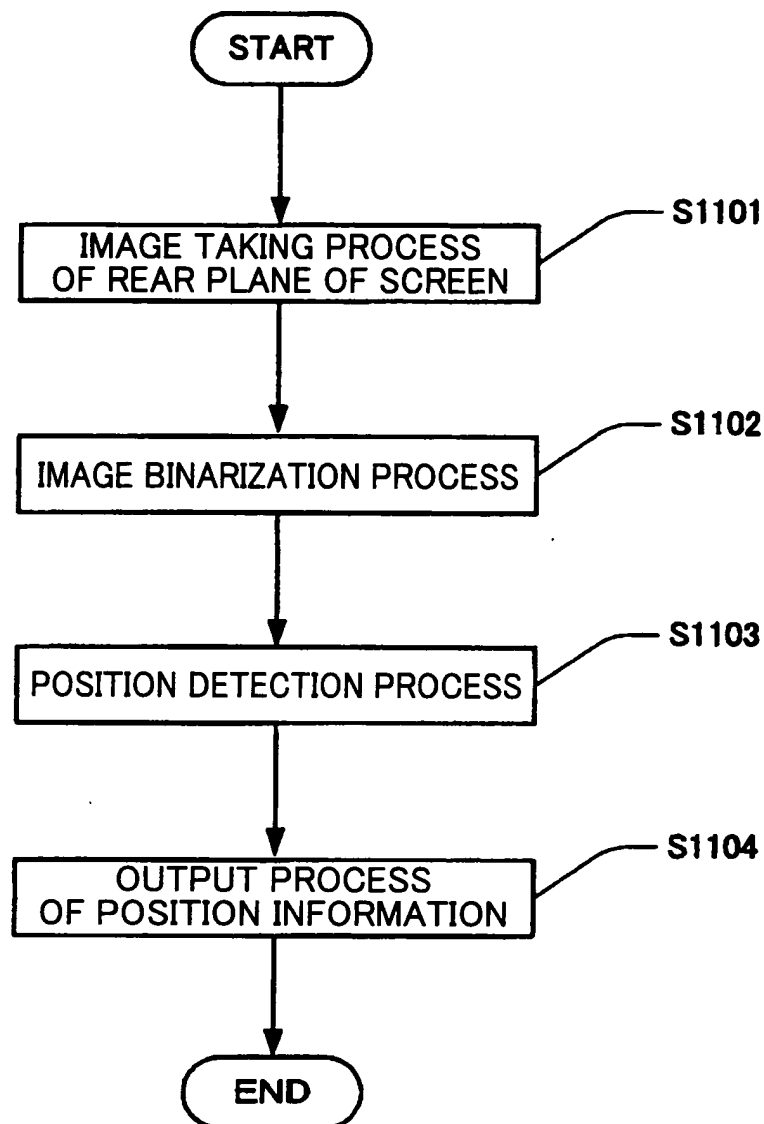 START
IMAGE TAKING PROCESS
OF REAR PLANE OF SCREEN
S1101
IMAGE BINARIZATION PROCESS
S1102
POSITION DETECTION PROCESS
S1103
OUTPUT PROCESS
OF POSITION INFORMATION
S1104
END